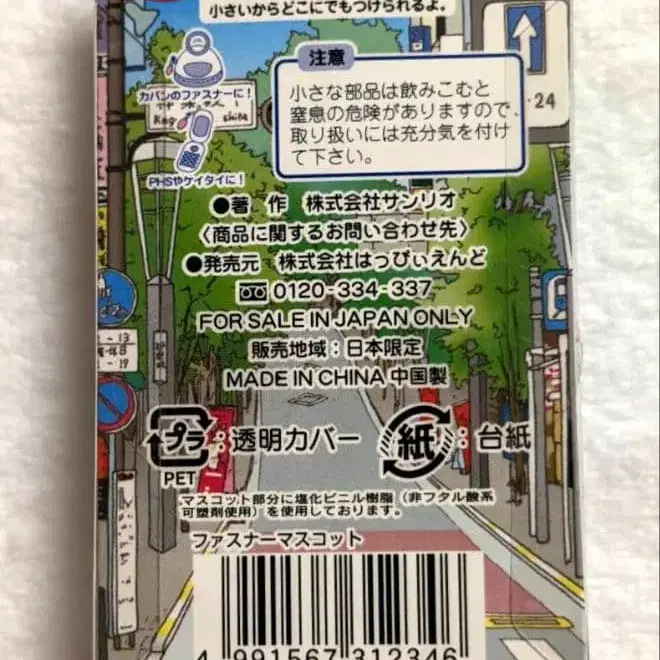 小さいからどこにでもつけられるよ。
注意
小さな部品は飲みこむと
窒息の危険がありますので、
取り扱いには充分気を付け
て下さい。
カバンのファスナーに!
PHSやケイタイに!
24
●著 作 株式会社サンリオ
〈商品に関するお問い合わせ先〉
●発売元 株式会社はっぴぃえんど
0120-334-337
FOR SALE IN JAPAN ONLY
販売地域:日本限定
MADE IN CHINA 中国製
プラ:透明カバー
PET
紙:台紙
マスコット部分に塩化ビニル樹脂(非フタル酸系
可塑剤使用)を使用しております。
ファスナーマスコット
4 991567 312346